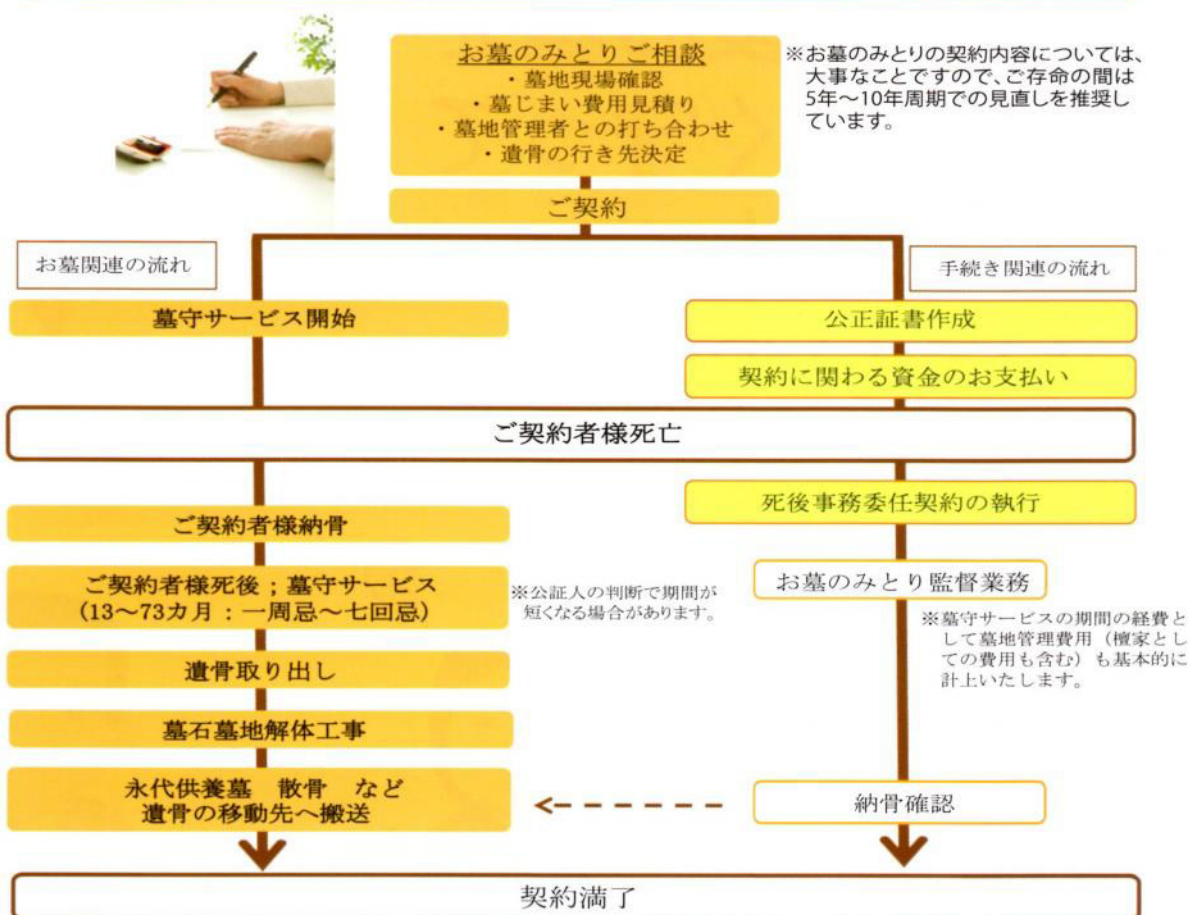 お墓のみとりご相談
・墓地現場確認
・墓じまい費用見積り
・墓地管理者との打ち合わせ
・遺骨の行き先決定
※お墓のみとりの契約内容については、
大事なことですので、ご存命の間は
5年～10年周期での見直しを推奨し
ています。
ご契約
お墓関連の流れ
手続き関連の流れ
墓守サービス開始
公正証書作成
契約に関わる資金のお支払い
ご契約者様死亡
死後事務委任契約の執行
ご契約者様納骨
ご契約者様死後；墓守サービス
(13～73カ月：一周忌～七回忌)
※公証人の判断で期間が
短くなる場合があります。
お墓のみとり監督業務
※墓守サービスの期間の経費と
して墓地管理費用（檀家とし
ての費用も含む）も基本的に
計上いたします。
遺骨取り出し
墓石墓地解体工事
永代供養墓　散骨　など
遺骨の移動先へ搬送
納骨確認
契約満了